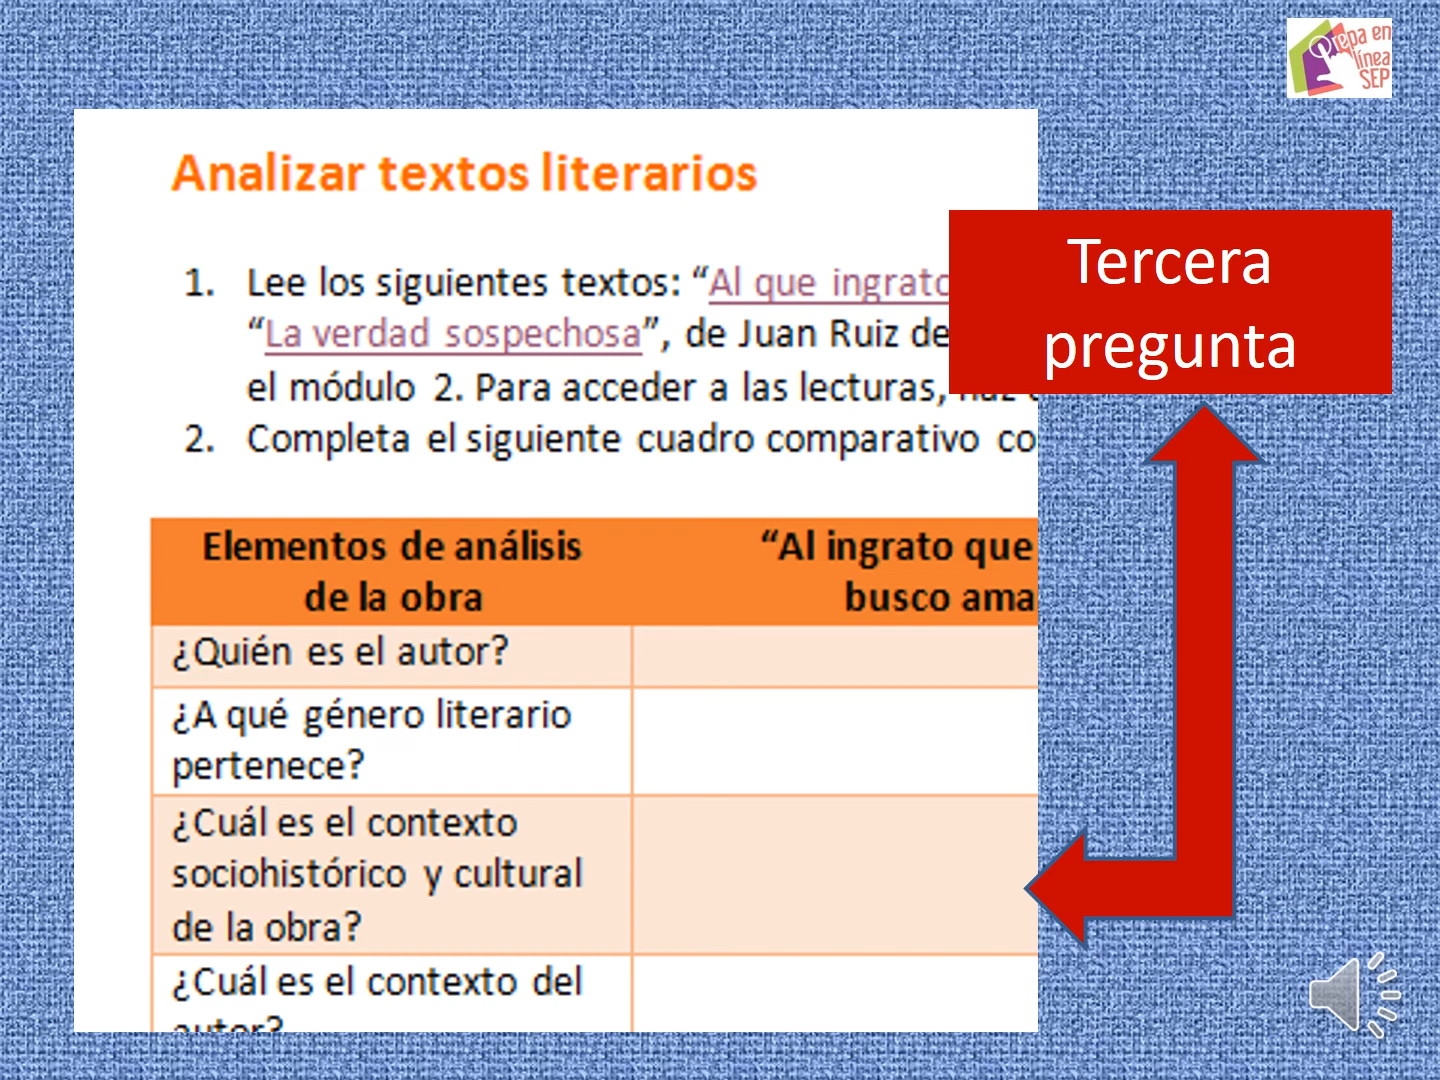 Prepa en
línea
SEP
Analizar textos literarios
Tercera
pregunta
1. Lee los siguientes textos: “Al que ingrato
“La verdad sospechosa”, de Juan Ruiz de
el módulo 2. Para acceder a las lecturas,
2. Completa el siguiente cuadro comparativo co
Elementos de análisis
de la obra
“Al ingrato que
busco ama
¿Quién es el autor?
¿A qué género literario
pertenece?
¿Cuál es el contexto
sociohistórico y cultural
de la obra?
¿Cuál es el contexto del
autor?